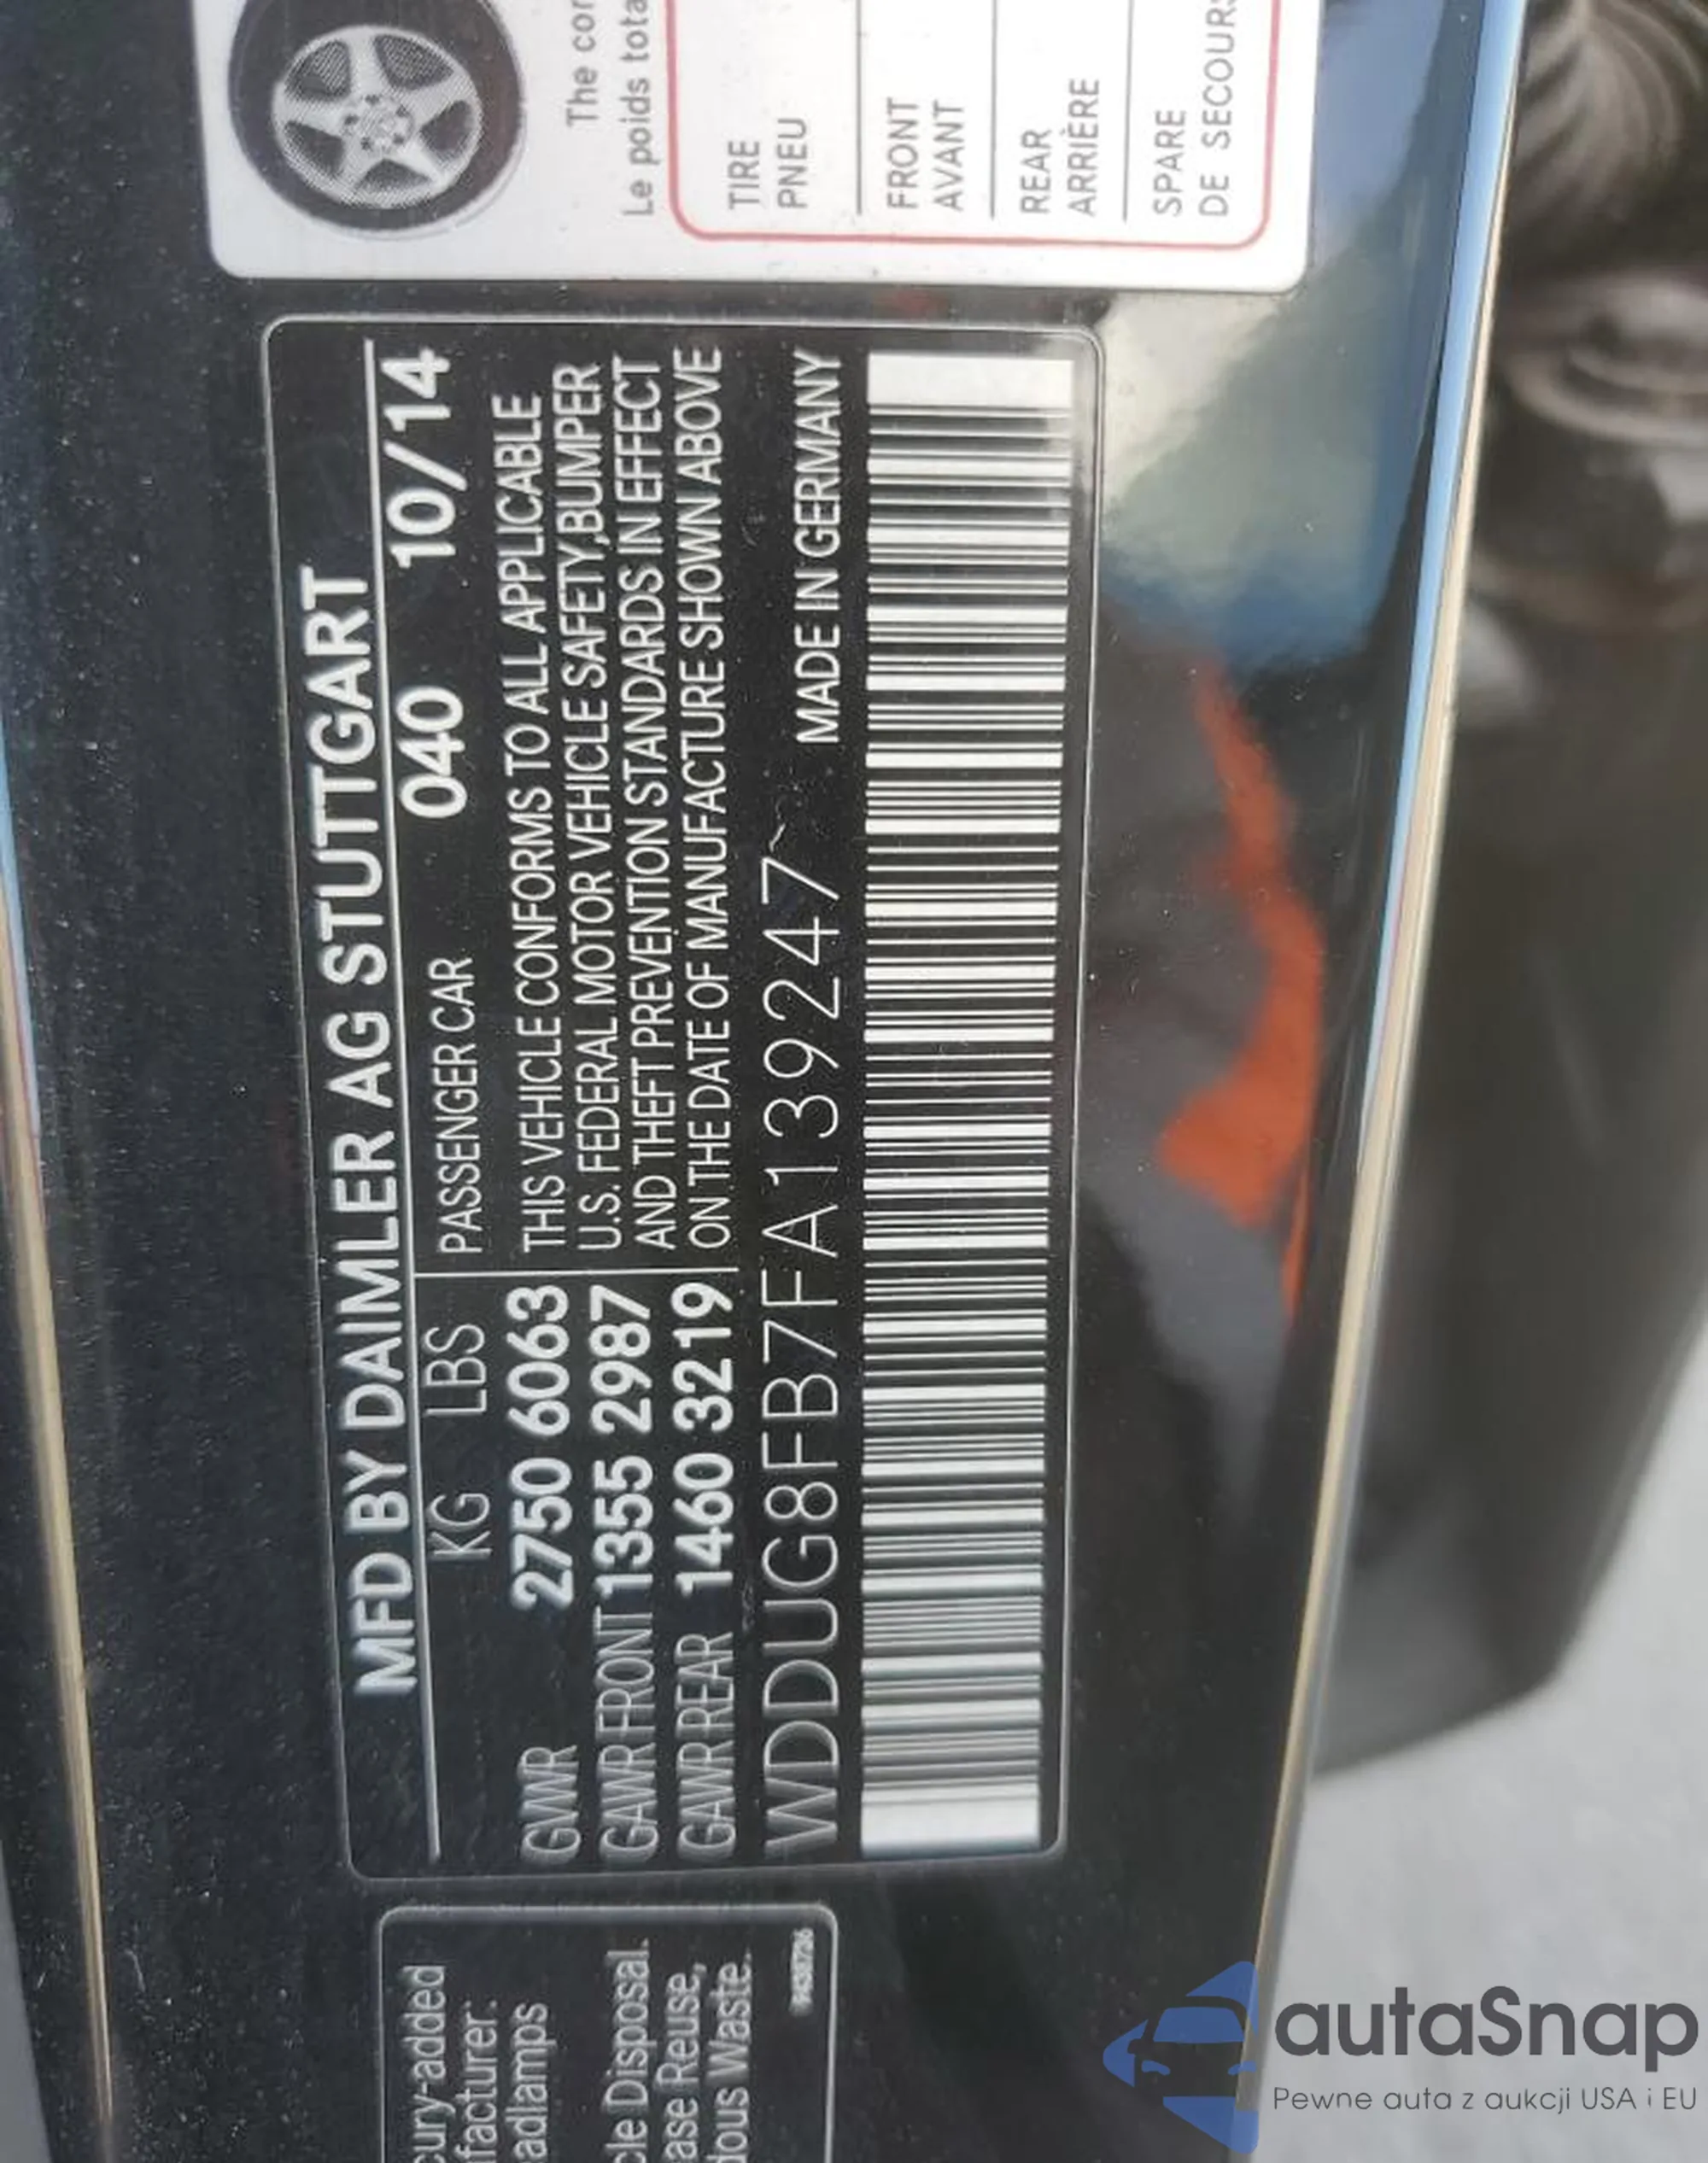 MFD BY DAIMLER AG STUTTGART
KG LBS PASSENGER CAR 040 10/14
GWWR 2750 6063
GAWR FRONT 1355 2987
GAWR REAR 1460 3219
THIS VEHICLE CONFORMS TO ALL APPLICABLE
U.S. FEDERAL MOTOR VEHICLE SAFETY,BUMPER
AND THEFT PREVENTION STANDARDS IN EFFECT
ON THE DATE OF MANUFACTURE SHOWN ABOVE
WDDUG8FB7FA139247 MADE IN GERMANY
The
Le poids
TIRE
PNEU
FRONT
AVANT
REAR
ARRIÈRE
SPARE
DE SECOURS
cury-added
facturer.
adlamps
cle Disposal.
ase Reuse,
dous Waste.
autaSnap
Pewne auta z aukcji USA i EU